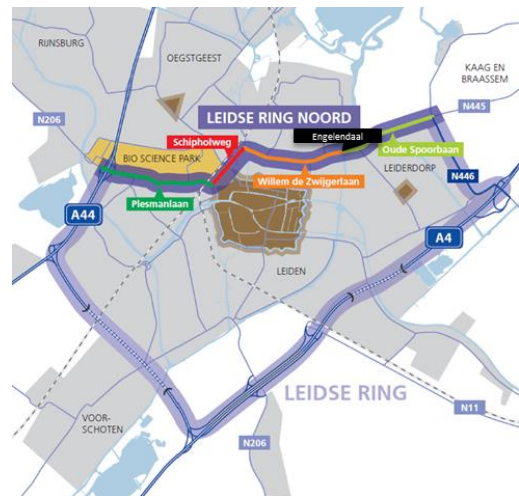 RIJNSBURG
OEGSTGEEST
KAAG EN
BRAASSEM
N206
LEIDSE RING NOORD
N445
Schipholweg
Engelendaal
BIO SCIENCE PARK
Oude Spoorbaan
LEIDERDORP
Willem de Zwijgerlaan
N446
Plesmanlaan
A44
A4
LEIDEN
LEIDSE RING
VOOR-
SCHOTEN
N11
N206